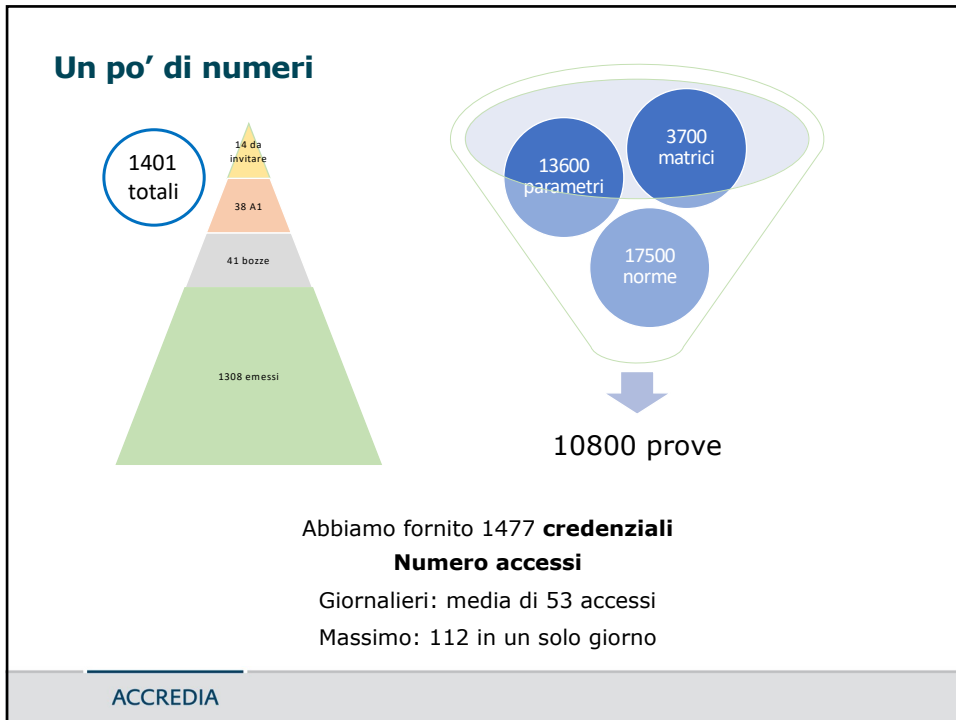 Un po’ di numeri
1401
totali
14 da
invitare
38 A1
41 bozze
1308 emessi
13600
parametri
3700
matrici
17500
norme
10800 prove
Abbiamo fornito 1477 credenziali
Numero accessi
Giornalieri: media di 53 accessi
Massimo: 112 in un solo giorno
ACCREDIA